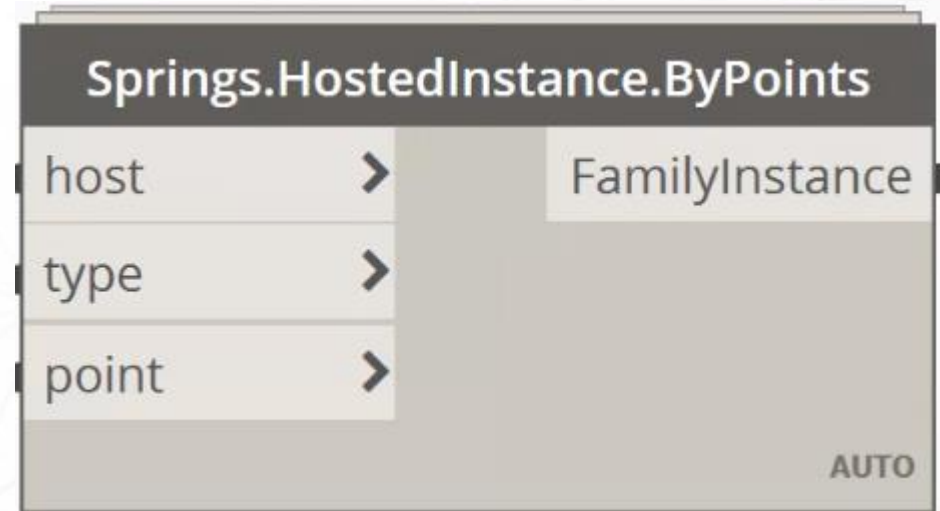 Springs.HostedInstance.ByPoints
host > FamilyInstance
type >
point >
AUTO